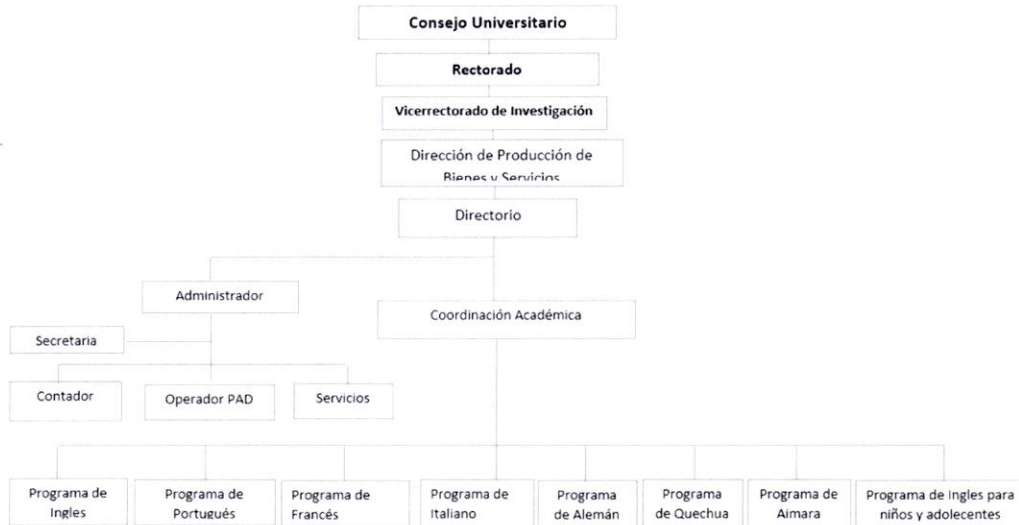 Consejo Universitario
Rectorado
Vicerrectorado de Investigación
Dirección de Producción de
Bienes y Servicios
Directorio
Administrador
Coordinación Académica
Secretaria
Contador
Operador PAD
Servicios
Programa de
Ingles
Programa de
Portugués
Programa de
Francés
Programa de
Italiano
Programa
de Alemán
Programa
de Quechua
Programa de
Aimara
Programa de Ingles para
niños y adolecentes